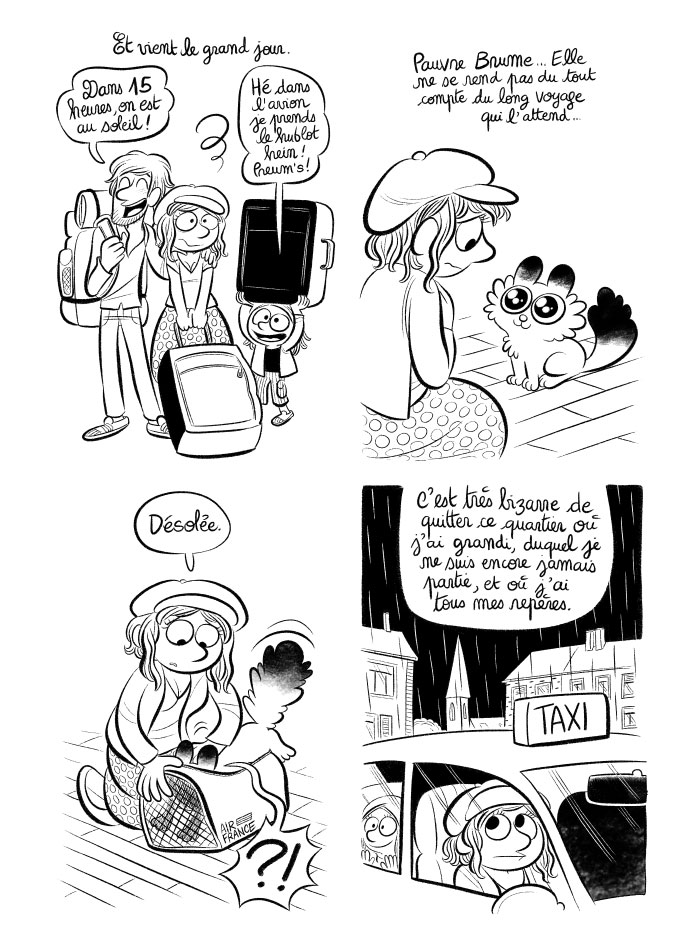 Et vient le grand jour.
Dans 15
heures, on est
au soleil !
Hé dans
l'avion
je prends
le hublot
hein !
Preum's !
Pauvre Brume... Elle
ne se rend pas du tout
compte du long voyage
qui l'attend...
Désolée.
AIR
FRANCE
?!
C'est très bizarre de
quitter ce quartier où
j'ai grandi, duquel je
ne suis encore jamais
partie, et où j'ai
tous mes repères.
TAXI